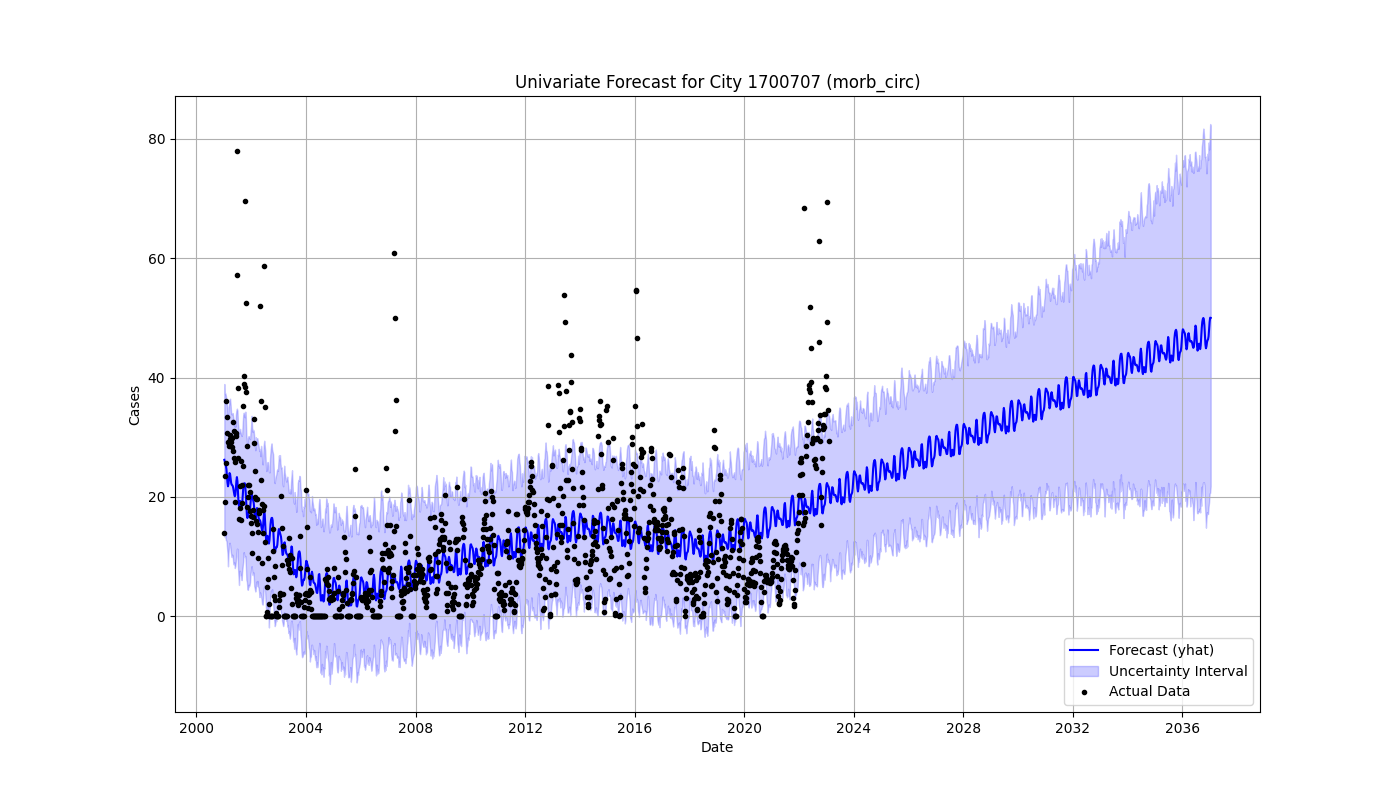 Univariate Forecast for City 1700707 (morb_circ)
80
60
40
20
0
Cases
2000 2004 2008 2012 2016 2020 2024 2028 2032 2036
Date
Forecast (yhat)
Uncertainty Interval
Actual Data